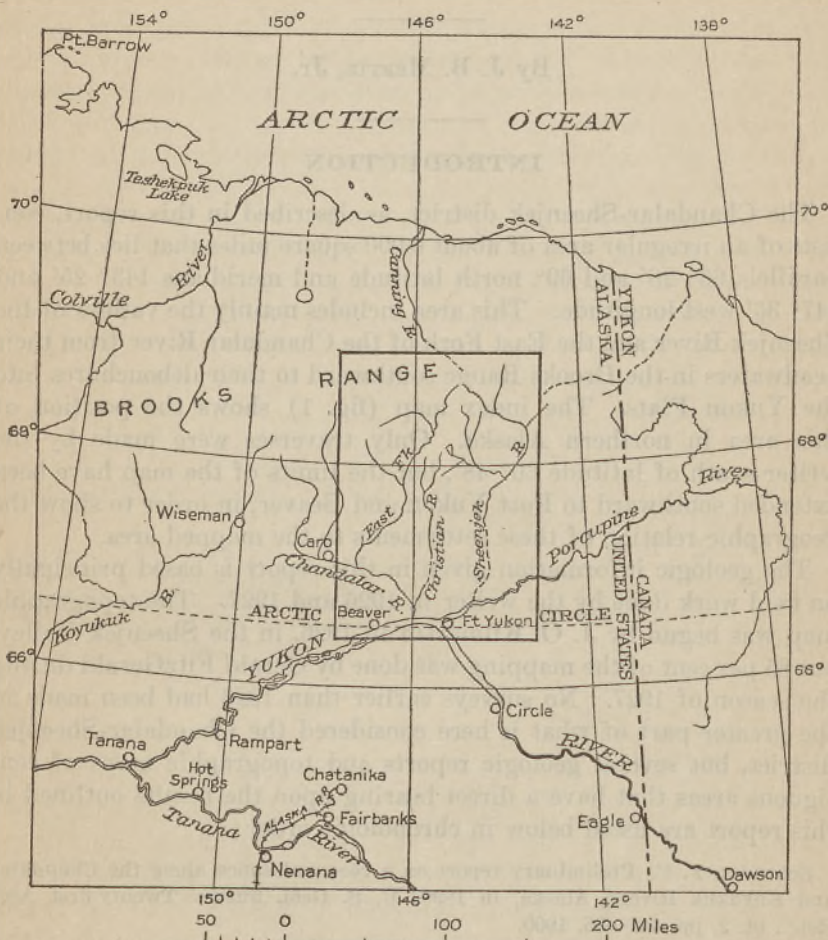 154° 150° 146° 142° 138°
Pt. Barrow
ARCTIC OCEAN
Teshekpuk
Lake
70° 70°
Colville River
Canning R.
YUKON
ALASKA
BROOKS RANGE
68° 68°
Wiseman
East Fk.
Christian R.
Sheenjek R.
Porcupine River
Caro
Chandalar R.
UNITED STATES
CANADA
Koyukuk R.
ARCTIC CIRCLE
Beaver
Ft. Yukon
66° 66°
YUKON RIVER
Circle
Tanana
Rampart
Hot
Springs
Chatanika
ALASKA R.R.
Fairbanks
Tanana River
Nenana
Eagle
Dawson
150° 146° 142°
50 0 100 200 Miles